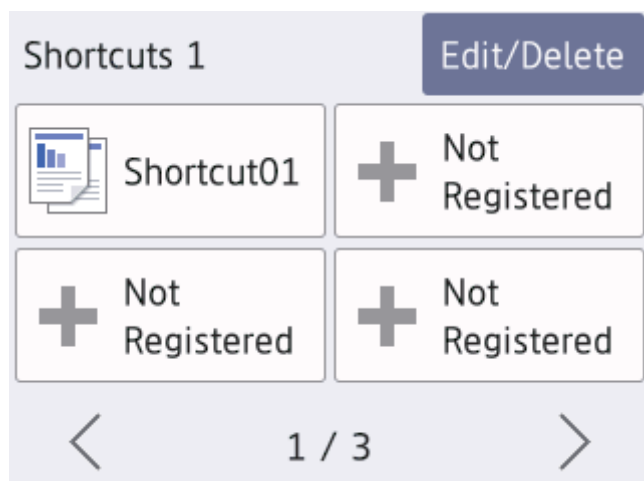 Shortcuts 1
Edit/Delete
Shortcut01
Not
Registered
Not
Registered
Not
Registered
1 / 3